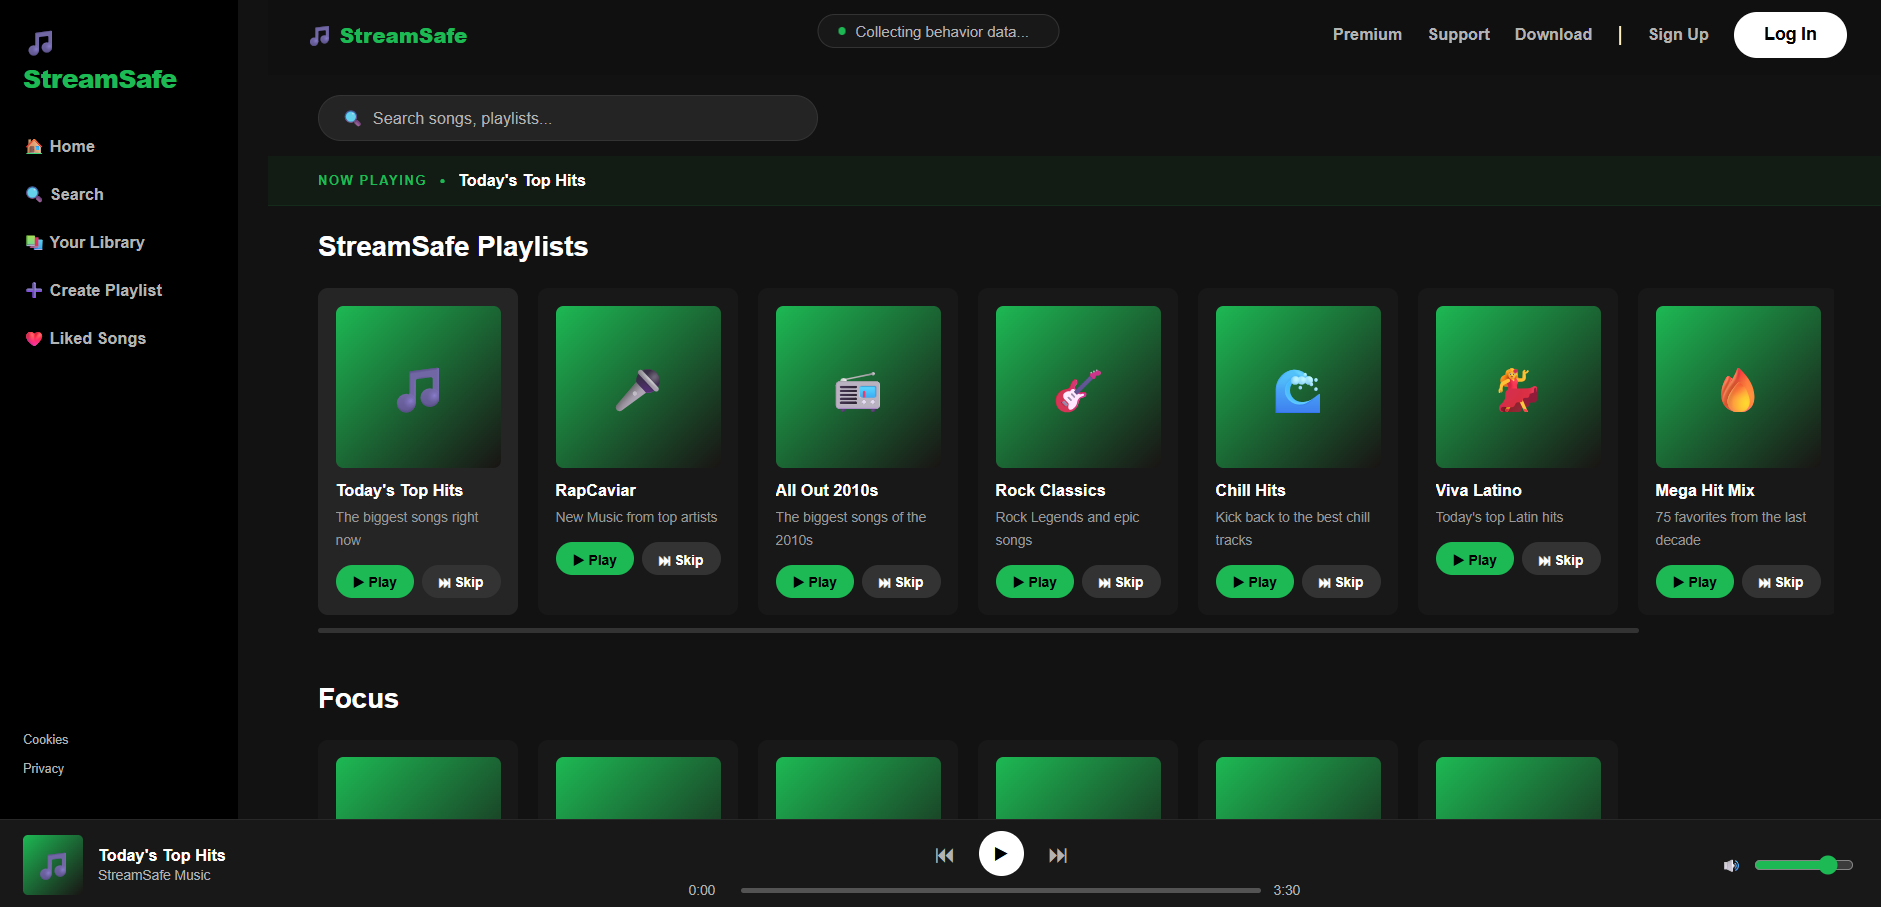 StreamSafe
Home
Search
Your Library
Create Playlist
Liked Songs
Cookies
Privacy
StreamSafe
Collecting behavior data...
Premium
Support
Download
|
Sign Up
Log In
Search songs, playlists...
NOW PLAYING • Today's Top Hits
StreamSafe Playlists
Today's Top Hits
The biggest songs right
now
Play
Skip
RapCaviar
New Music from top artists
Play
Skip
All Out 2010s
The biggest songs of the
2010s
Play
Skip
Rock Classics
Rock Legends and epic
songs
Play
Skip
Chill Hits
Kick back to the best chill
tracks
Play
Skip
Viva Latino
Today's top Latin hits
Play
Skip
Mega Hit Mix
75 favorites from the last
decade
Play
Skip
Focus
Today's Top Hits
StreamSafe Music
0:00
3:30